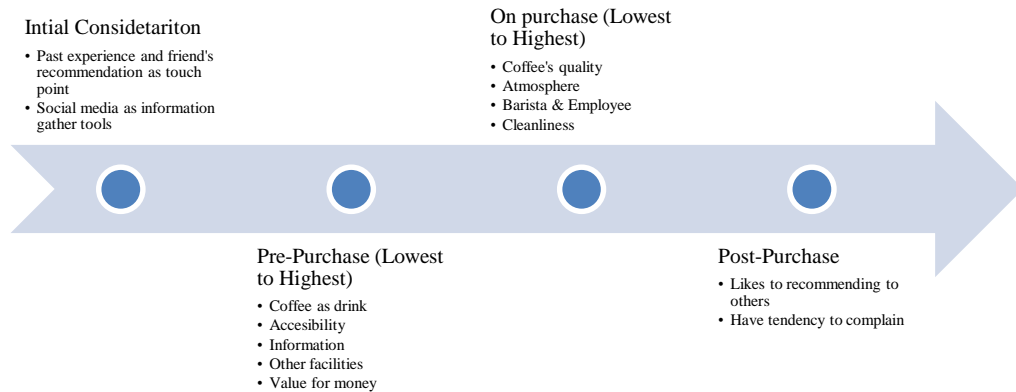 Intial Considetariton
• Past experience and friend's
recommendation as touch
point
• Social media as information
gather tools
Pre-Purchase (Lowest
to Highest)
• Coffee as drink
• Accesibility
• Information
• Other facilities
• Value for money
On purchase (Lowest
to Highest)
• Coffee's quality
• Atmosphere
• Barista & Employee
• Cleanliness
Post-Purchase
• Likes to recommending to
others
• Have tendency to complain